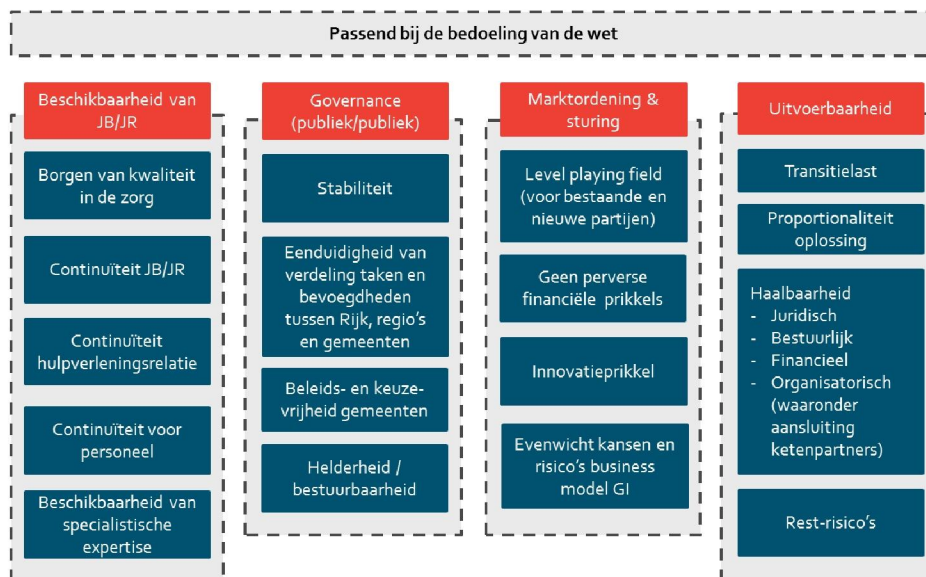 Passend bij de bedoeling van de wet
Beschikbaarheid van
JB/JR
Borgen van kwaliteit
in de zorg
Continuïteit JB/JR
Continuïteit
hulpverleningsrelatie
Continuïteit voor
personeel
Beschikbaarheid van
specialistische
expertise
Governance
(publiek/publiek)
Stabiliteit
Eenduidigheid van
verdeling taken en
bevoegdheden
tussen Rijk, regio's
en gemeenten
Beleids- en keuze-
vrijheid gemeenten
Helderheid /
bestuurbaarheid
Marktordening &
sturing
Level playing field
(voor bestaande en
nieuwe partijen)
Geen perverse
financiële prikkels
Innovatieprikkel
Evenwicht kansen en
risico's business
model GI
Uitvoerbaarheid
Transitielast
Proportionaliteit
oplossing
Haalbaarheid
- Juridisch
- Bestuurlijk
- Financieel
- Organisatorisch
(waaronder
aansluiting
ketenpartners)
Rest-risico's